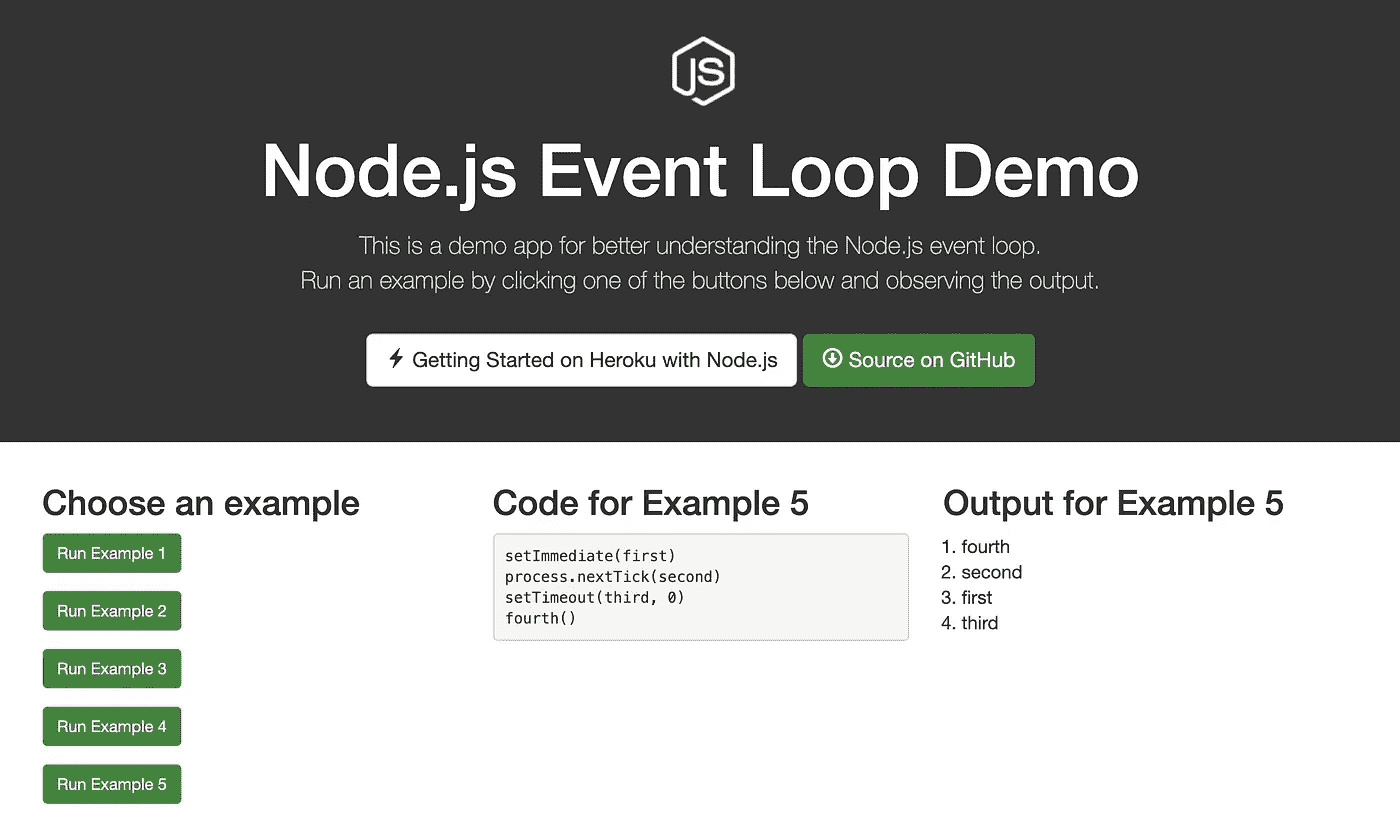 JS
Node.js Event Loop Demo
This is a demo app for better understanding the Node.js event loop.
Run an example by clicking one of the buttons below and observing the output.
Getting Started on Heroku with Node.js
Source on GitHub
Choose an example
Run Example 1
Run Example 2
Run Example 3
Run Example 4
Run Example 5
Code for Example 5
setImmediate(first)
process.nextTick(second)
setTimeout(third, 0)
fourth()
Output for Example 5
1. fourth
2. second
3. first
4. third